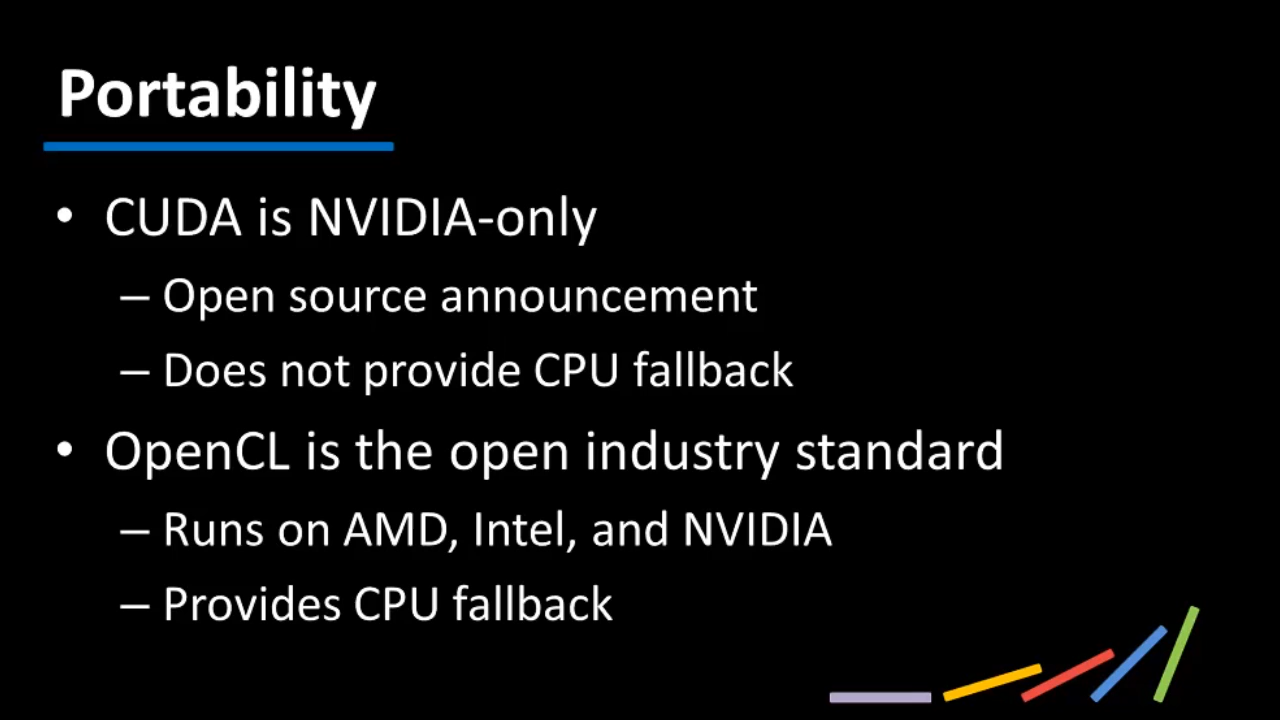 Portability
• CUDA is NVIDIA-only
– Open source announcement
– Does not provide CPU fallback
• OpenCL is the open industry standard
– Runs on AMD, Intel, and NVIDIA
– Provides CPU fallback